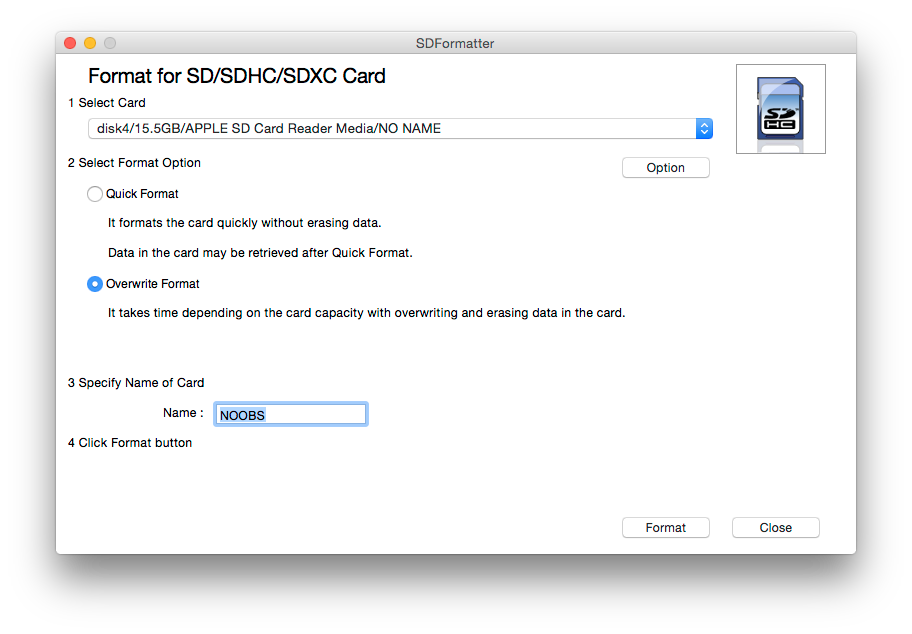 SDFormatter
Format for SD/SDHC/SDXC Card
1 Select Card
disk4/15.5GB/APPLE SD Card Reader Media/NO NAME
SD
HC
2 Select Format Option
Option
Quick Format
It formats the card quickly without erasing data.
Data in the card may be retrieved after Quick Format.
Overwrite Format
It takes time depending on the card capacity with overwriting and erasing data in the card.
3 Specify Name of Card
Name :
NOOBS
4 Click Format button
Format
Close